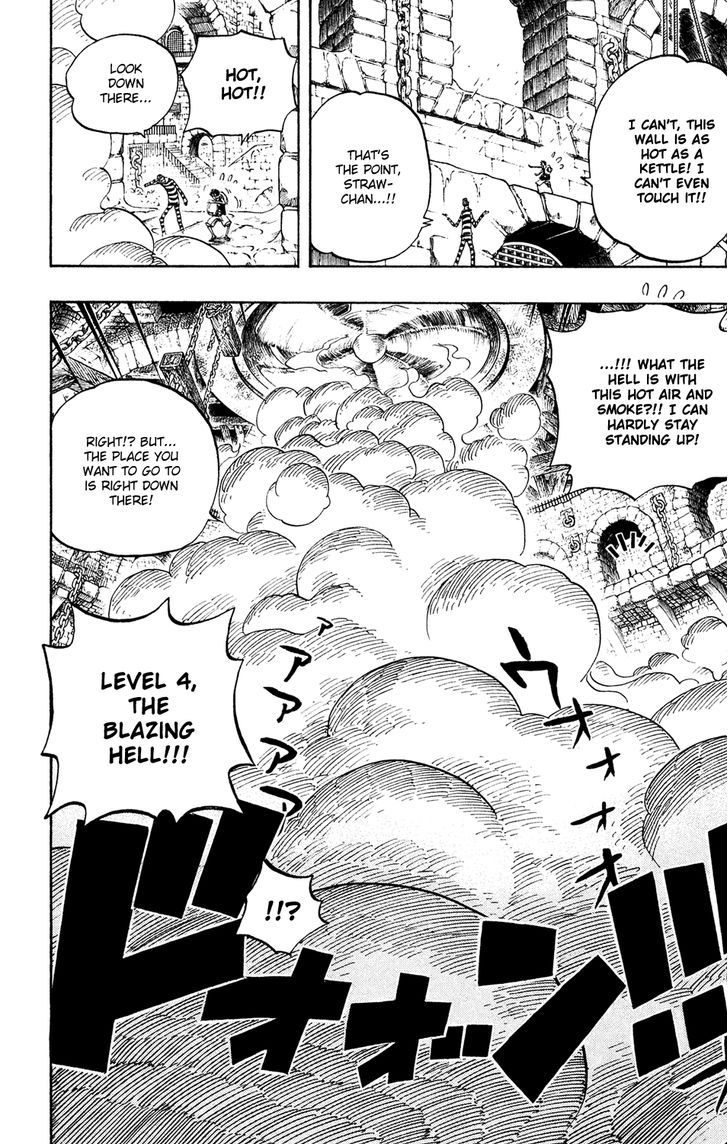 I CAN'T, THIS
WALL IS AS
HOT AS A
KETTLE! I
CAN'T EVEN
TOUCH IT!!
THAT'S
THE POINT,
STRAW-
CHAN...!!
HOT,
HOT!!
LOOK
DOWN
THERE...
...!!! WHAT THE
HELL IS WITH
THIS HOT AIR AND
SMOKE?!! I CAN
HARDLY STAY
STANDING UP!
RIGHT!? BUT...
THE PLACE YOU
WANT TO GO TO
IS RIGHT DOWN
THERE!
ウオオオ
アアアアア
LEVEL 4,
THE
BLAZING
HELL!!!
!!?
ドォォン!!!